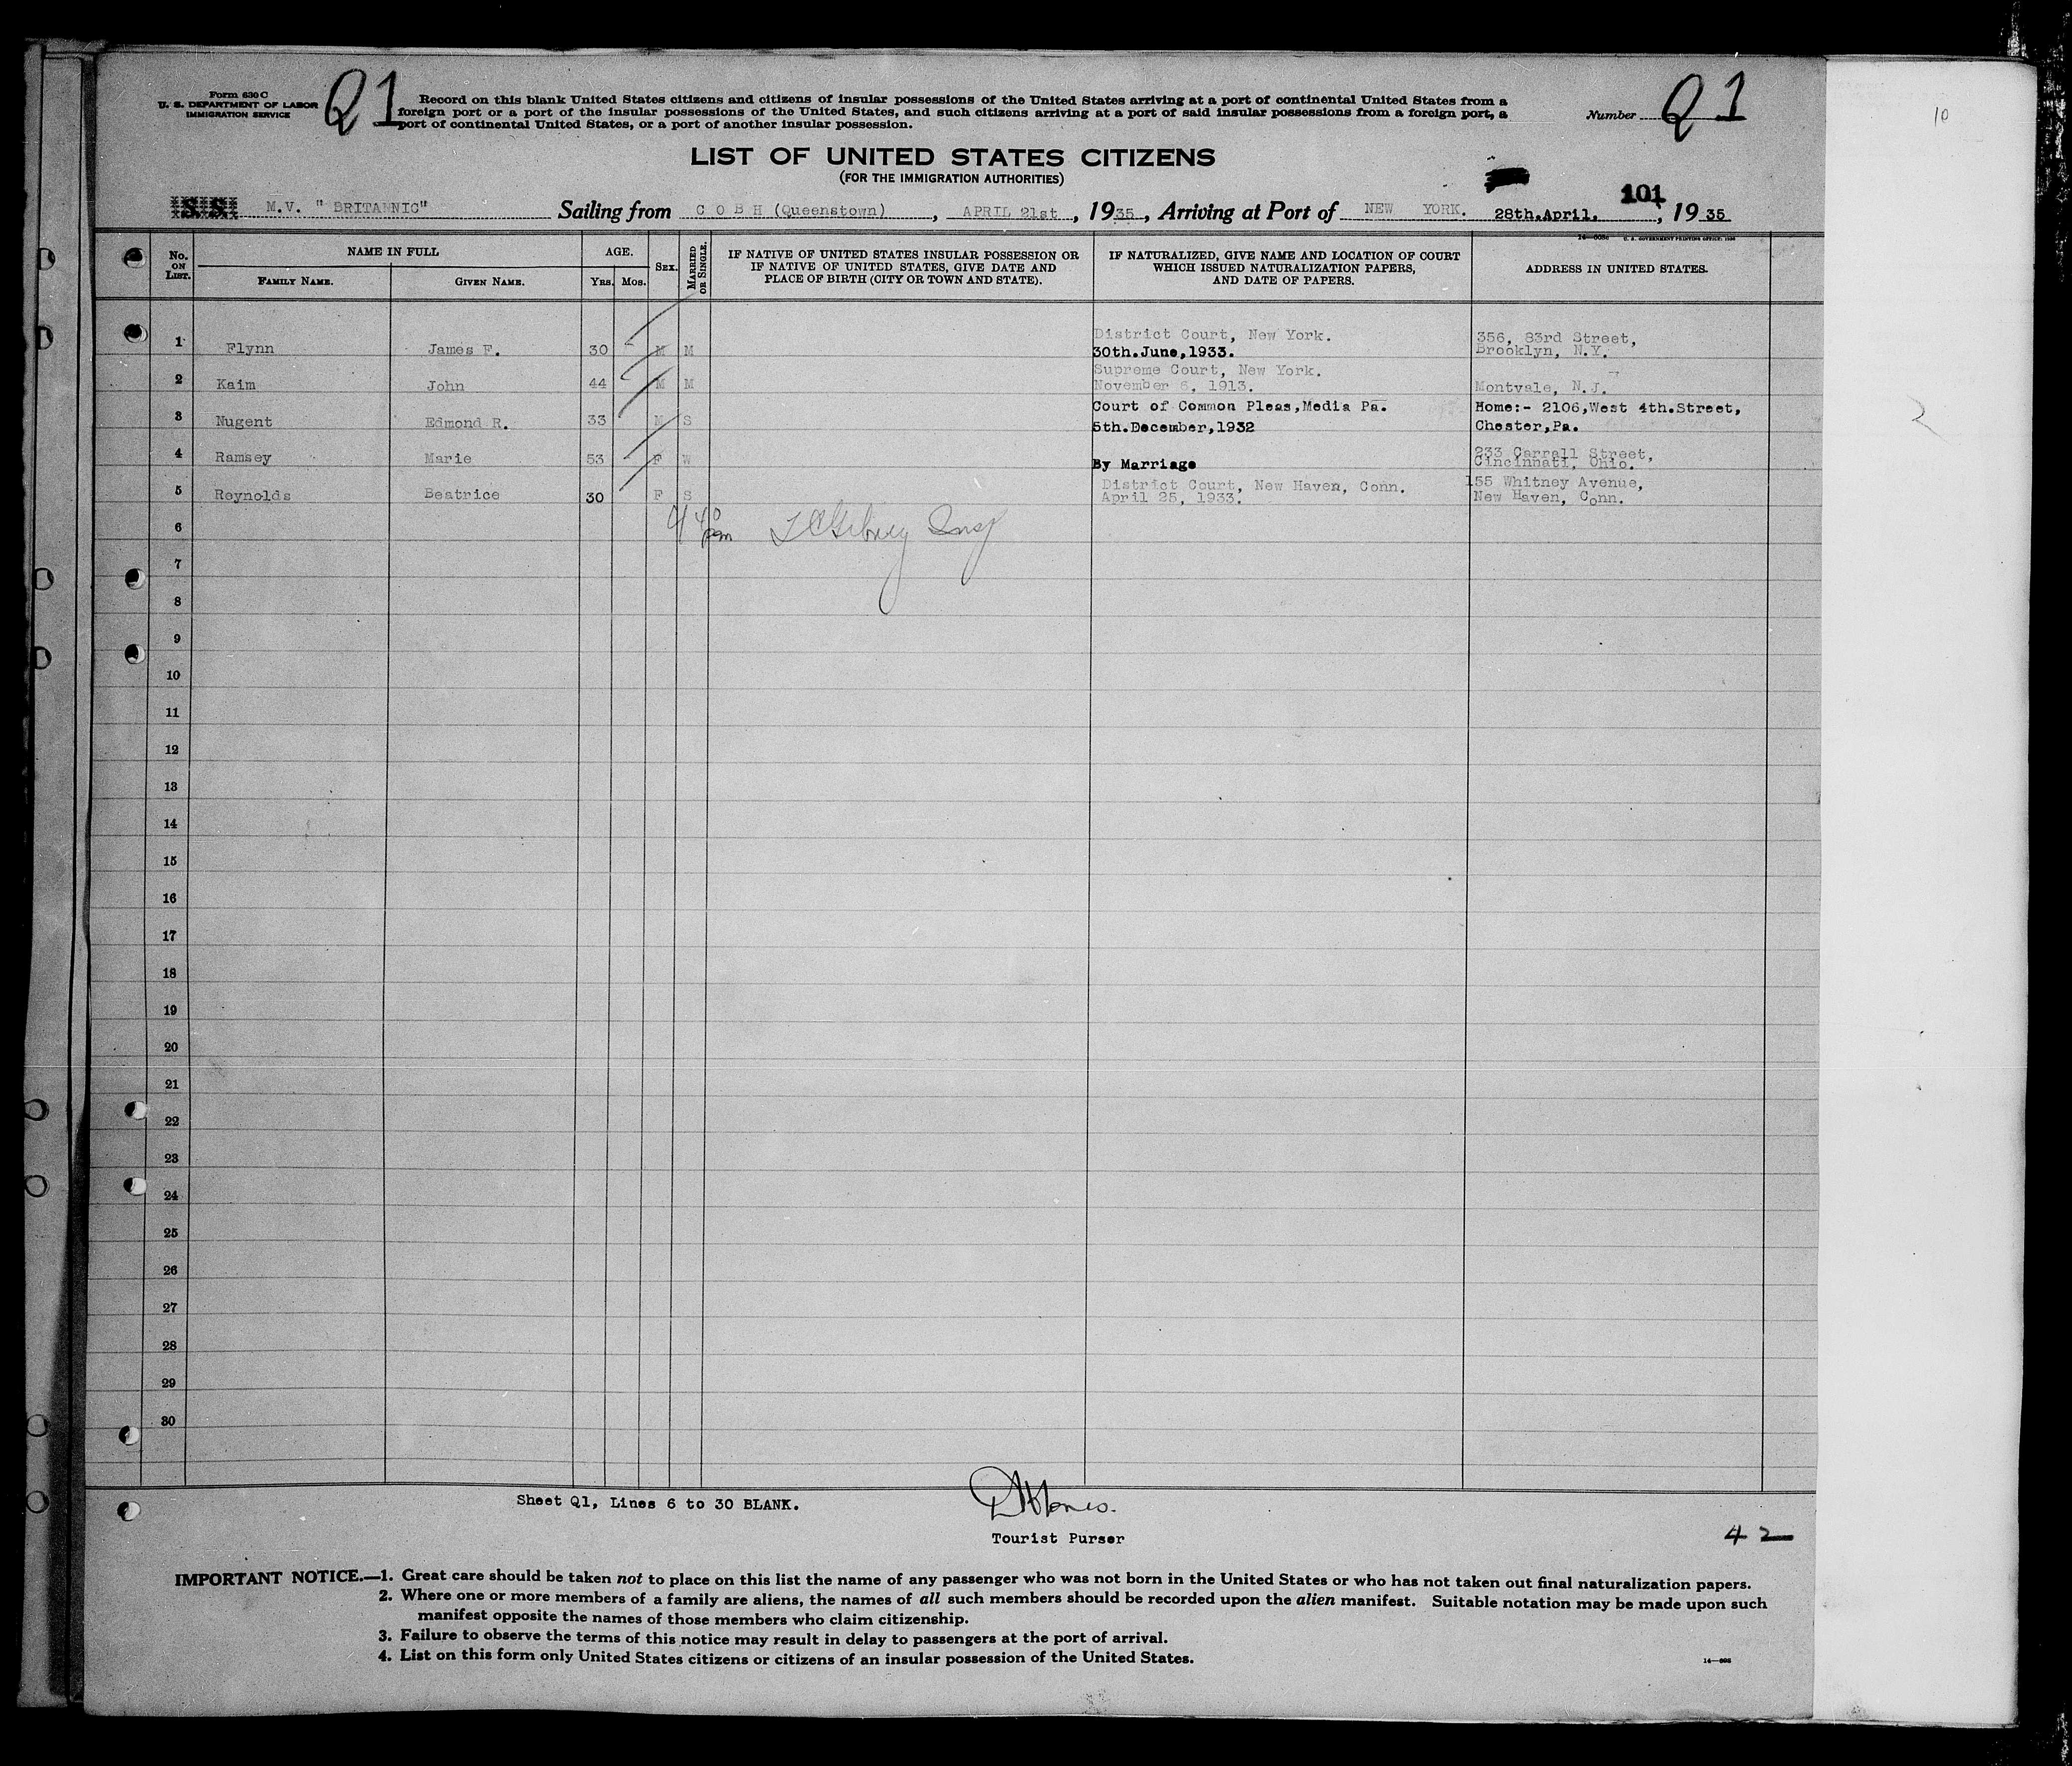 Form 630 C
U. S. DEPARTMENT OF LABOR
IMMIGRATION SERVICE
Q1
Record on this blank United States citizens and citizens of insular possessions of the United States arriving at a port of continental United States from a
foreign port or a port of the insular possessions of the United States, and such citizens arriving at a port of said insular possessions from a foreign port, a
port of continental United States, or a port of another insular possession.
Number Q1
10
LIST OF UNITED STATES CITIZENS
(FOR THE IMMIGRATION AUTHORITIES)
101
S. S. M.V. "BRITANNIC" Sailing from C O B H (Queenstown), APRIL 21st, 1935, Arriving at Port of NEW YORK. 28th.April., 1935
U. S. GOVERNMENT PRINTING OFFICE:
No. ON LIST. NAME IN FULL AGE. SEX. MARRIED OR SINGLE. IF NATIVE OF UNITED STATES INSULAR POSSESSION OR IF NATIVE OF UNITED STATES, GIVE DATE AND PLACE OF BIRTH (CITY OR TOWN AND STATE). IF NATURALIZED, GIVE NAME AND LOCATION OF COURT WHICH ISSUED NATURALIZATION PAPERS, AND DATE OF PAPERS. ADDRESS IN UNITED STATES.
FAMILY NAME. GIVEN NAME. YRS. MOS.
District Court, New York. 356, 83rd Street,
1 Flynn James F. 30 M M 30th.June,1933. Brooklyn, N.Y.
Supreme Court, New York.
2 Kaim John 44 M M November 6, 1913. Montvale, N.J.
Court of Common Pleas,Media Pa. Home:- 2106,West 4th.Street,
3 Nugent Edmond R. 33 M S 5th.December,1932 Chester,Pa.
2
233 Carrall Street,
4 Ramsey Marie 53 F W By Marriage Cincinnati, Ohio.
District Court, New Haven, Conn. 155 Whitney Avenue,
5 Reynolds Beatrice 30 F S April 25, 1933. New Haven, Conn.
6 4 40 pm Insp
7
8
9
10
11
12
13
14
15
16
17
18
19
20
21
22
23
24
25
26
27
28
29
30
Sheet Q1, Lines 6 to 30 BLANK.
Tourist Purser
42
IMPORTANT NOTICE.—1. Great care should be taken not to place on this list the name of any passenger who was not born in the United States or who has not taken out final naturalization papers.
2. Where one or more members of a family are aliens, the names of all such members should be recorded upon the alien manifest. Suitable notation may be made upon such
manifest opposite the names of those members who claim citizenship.
3. Failure to observe the terms of this notice may result in delay to passengers at the port of arrival.
4. List on this form only United States citizens or citizens of an insular possession of the United States.